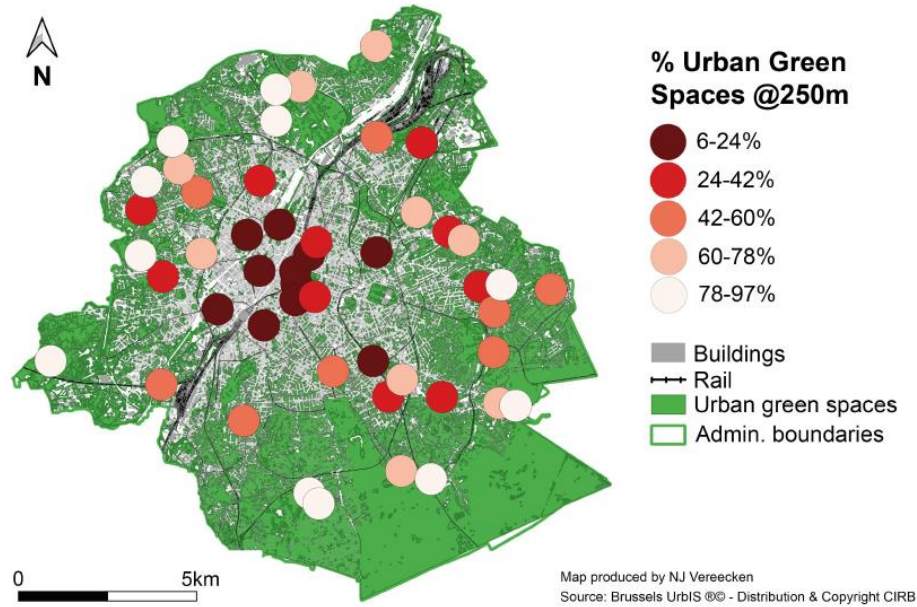 N
% Urban Green
Spaces @250m
6-24%
24-42%
42-60%
60-78%
78-97%
Buildings
Rail
Urban green spaces
Admin. boundaries
0 5km
Map produced by NJ Vereecken
Source: Brussels UrbIS ®© - Distribution & Copyright CIRB